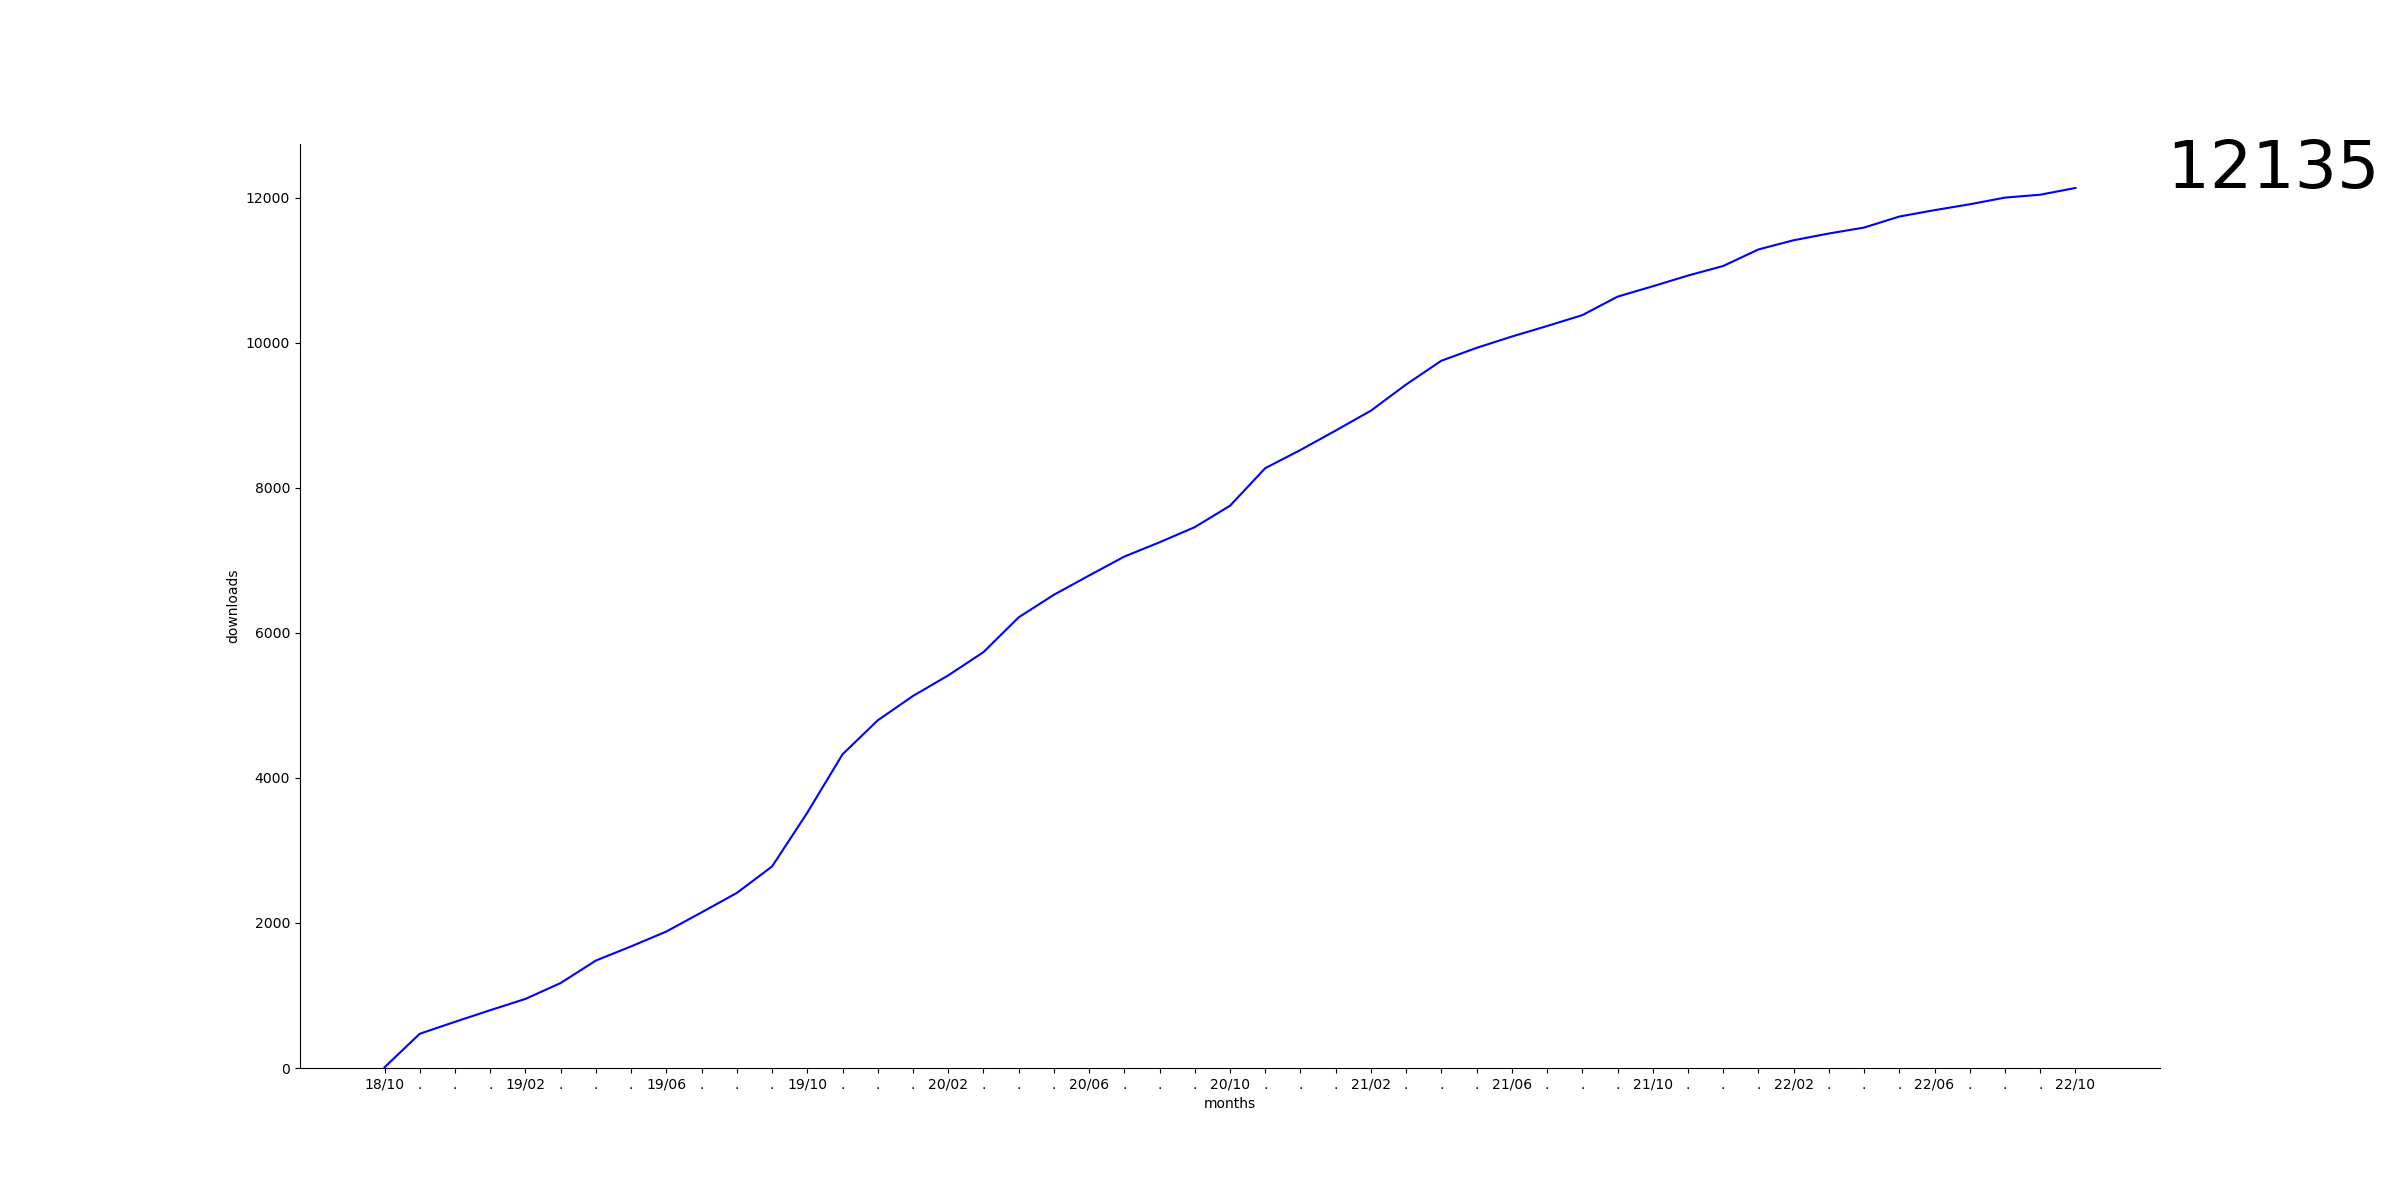 12135
12000
10000
8000
6000
4000
2000
0
downloads
18/10 . . . 19/02 . . . 19/06 . . . 19/10 . . . 20/02 . . . 20/06 . . . 20/10 . . . 21/02 . . . 21/06 . . . 21/10 . . . 22/02 . . . 22/06 . . . 22/10
months